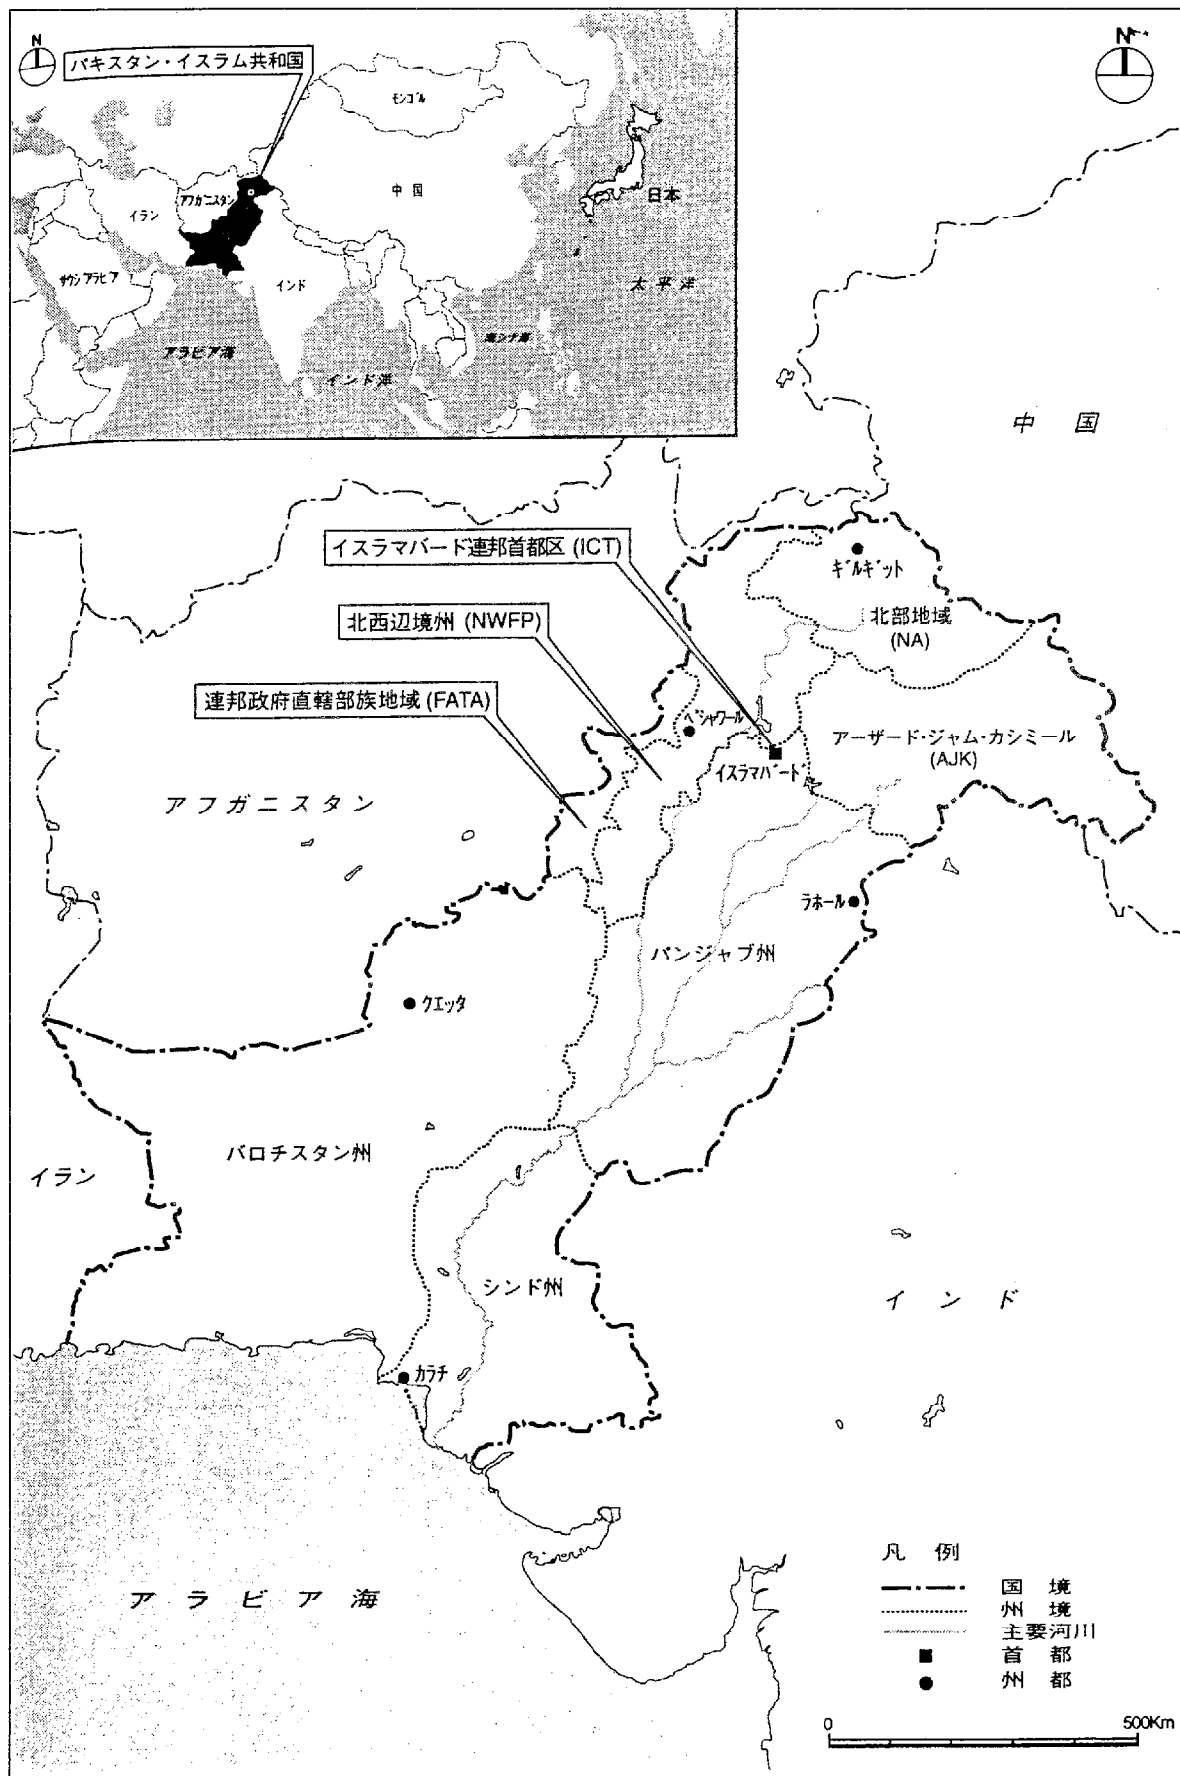 N
パキスタン・イスラム共和国
モンゴル
中国
日本
アフガニスタン
イラン
サウジアラビア
インド
太平洋
南シナ海
アラビア海
インド洋
N
中国
イスラマバード連邦首都区 (ICT)
ギルギット
北西辺境州 (NWFP)
北部地域
(NA)
連邦政府直轄部族地域 (FATA)
ペシャワール
アーザード・ジャム・カシミール
(AJK)
イスラマバード
アフガニスタン
ラホール
パンジャブ州
クエッタ
バロチスタン州
イラン
シンド州
インド
カラチ
アラビア海
凡例
国境
州境
主要河川
首都
州都
0 500Km